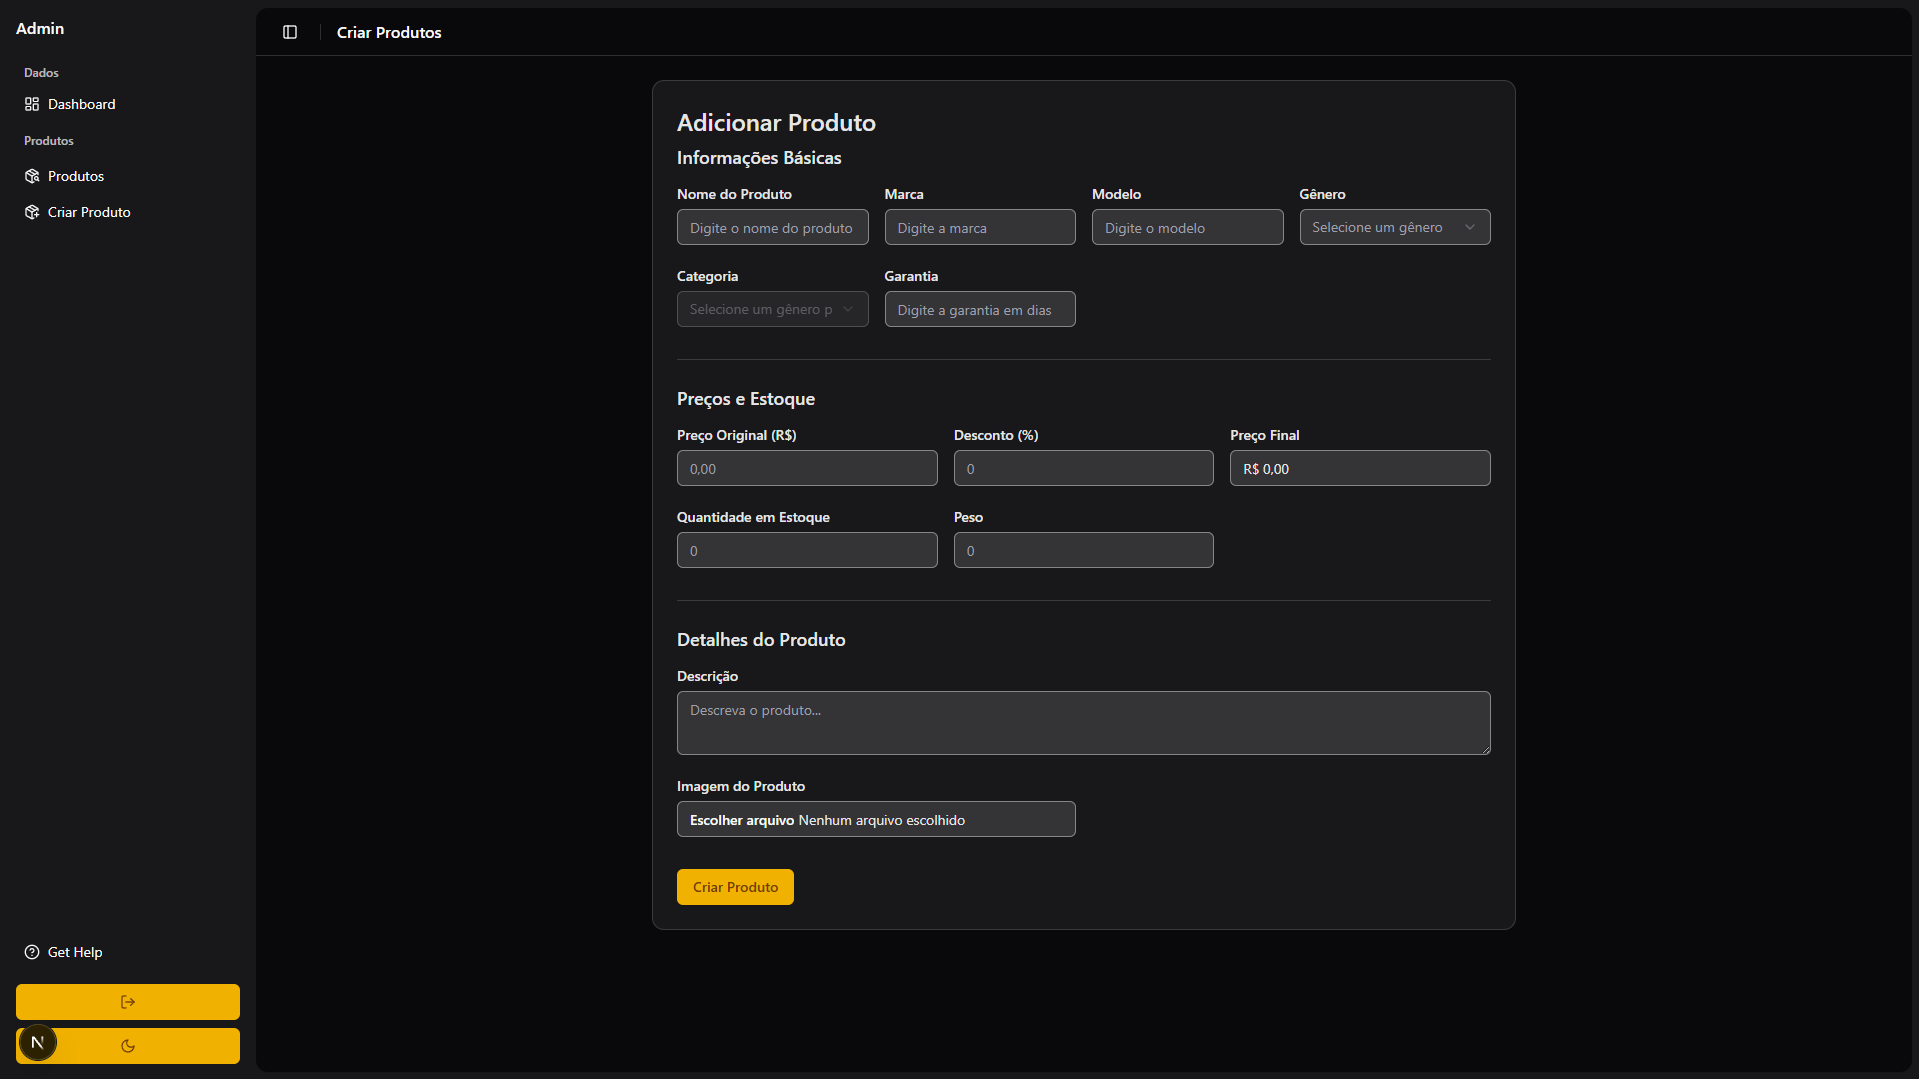 Admin
Dados
Dashboard
Produtos
Produtos
Criar Produto
Get Help
N
Criar Produtos
Adicionar Produto
Informações Básicas
Nome do Produto
Marca
Modelo
Gênero
Digite o nome do produto
Digite a marca
Digite o modelo
Selecione um gênero
Categoria
Garantia
Selecione um gênero p
Digite a garantia em dias
Preços e Estoque
Preço Original (R$)
Desconto (%)
Preço Final
0,00
0
R$ 0,00
Quantidade em Estoque
Peso
0
0
Detalhes do Produto
Descrição
Descreva o produto...
Imagem do Produto
Escolher arquivo Nenhum arquivo escolhido
Criar Produto